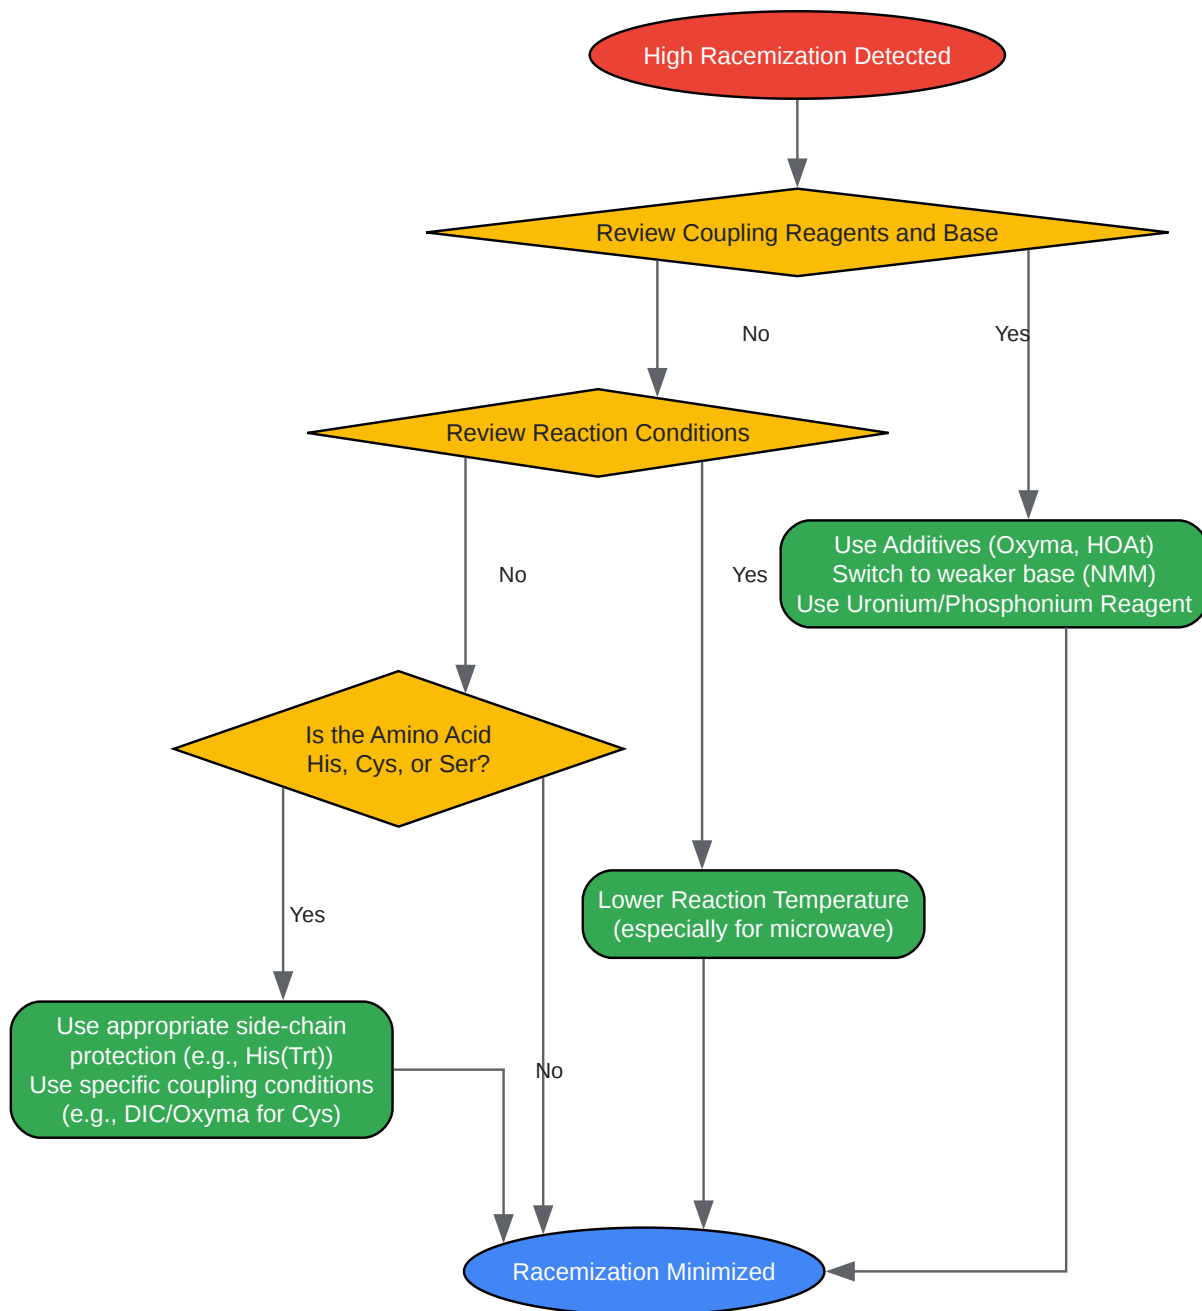 High Racemization Detected
Review Coupling Reagents and Base
No
Yes
Review Reaction Conditions
No
Yes
Use Additives (Oxyma, HOAt)
Switch to weaker base (NMM)
Use Uronium/Phosphonium Reagent
Is the Amino Acid
His, Cys, or Ser?
Yes
No
Lower Reaction Temperature
(especially for microwave)
Use appropriate side-chain
protection (e.g., His(Trt))
Use specific coupling conditions
(e.g., DIC/Oxyma for Cys)
Racemization Minimized